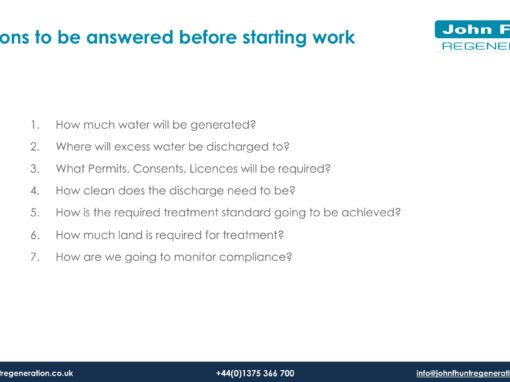 ons to be answered before starting work
John F
REGENE
1. How much water will be generated?
2. Where will excess water be discharged to?
3. What Permits, Consents, Licences will be required?
4. How clean does the discharge need to be?
5. How is the required treatment standard going to be achieved?
6. How much land is required for treatment?
7. How are we going to monitor compliance?
regeneration.co.uk
+44(0)1375 366 700
info@johnfhuntregenerati